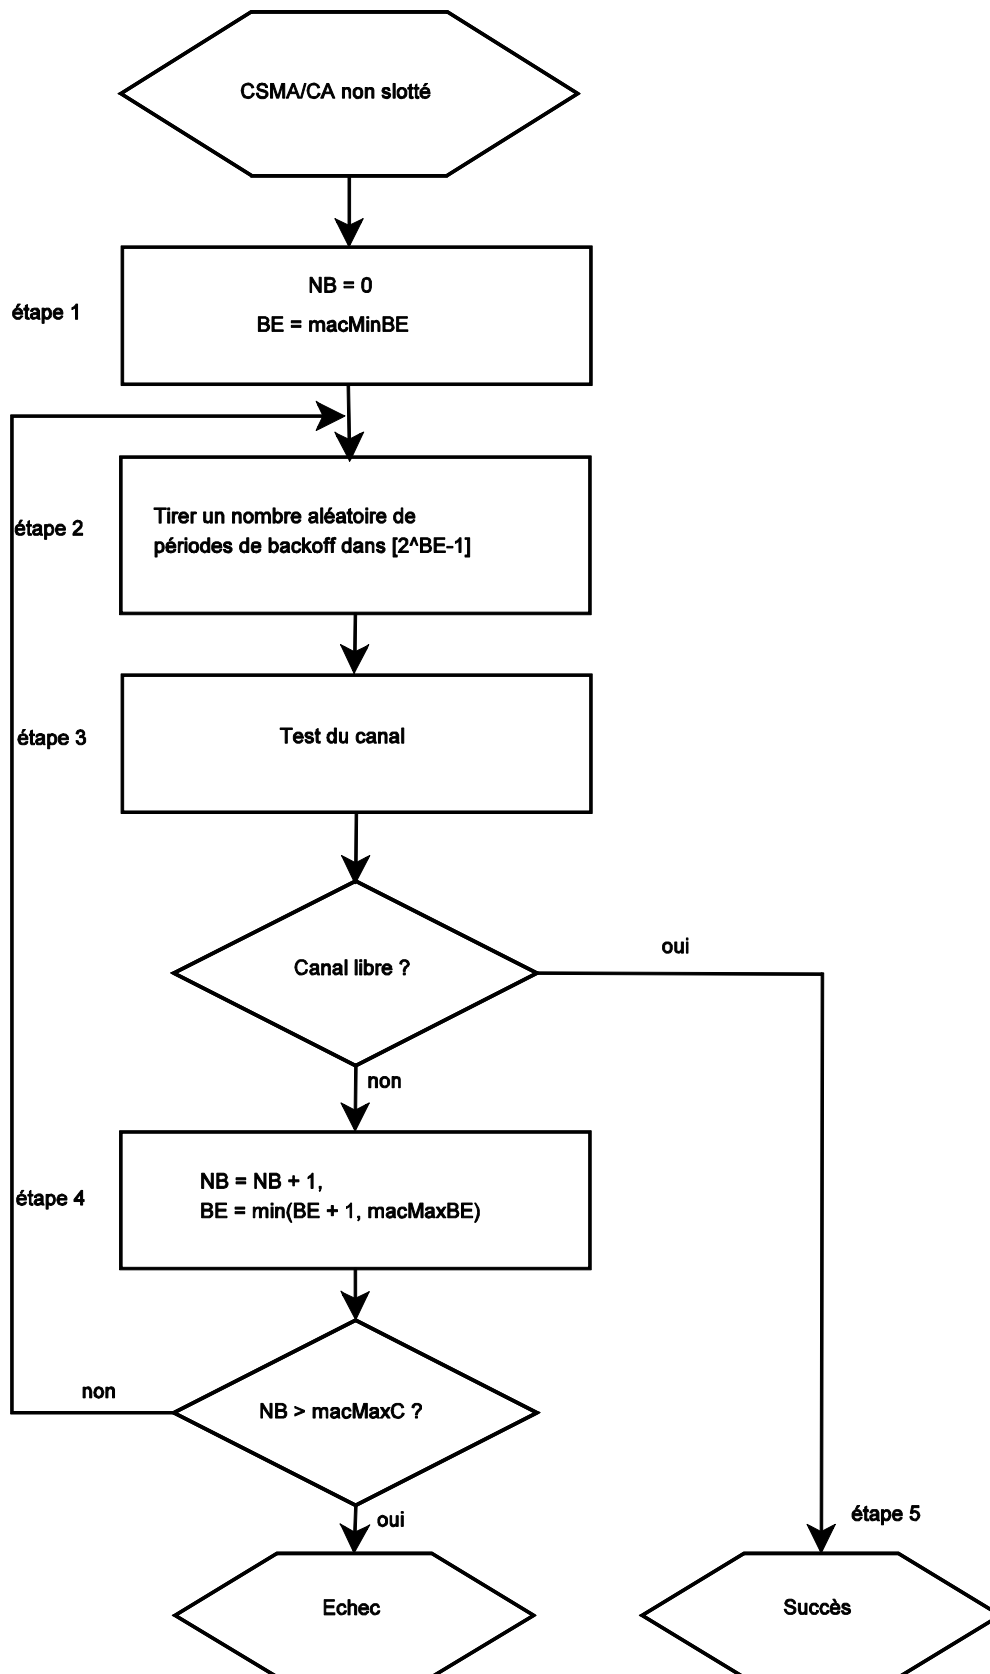 CSMA/CA non slotté
étape 1
NB = 0
BE = macMinBE
étape 2
Tirer un nombre aléatoire de
périodes de backoff dans [2^BE-1]
étape 3
Test du canal
Canal libre ?
oui
non
étape 4
NB = NB + 1,
BE = min(BE + 1, macMaxBE)
non
NB > macMaxC ?
oui
étape 5
Echec
Succès